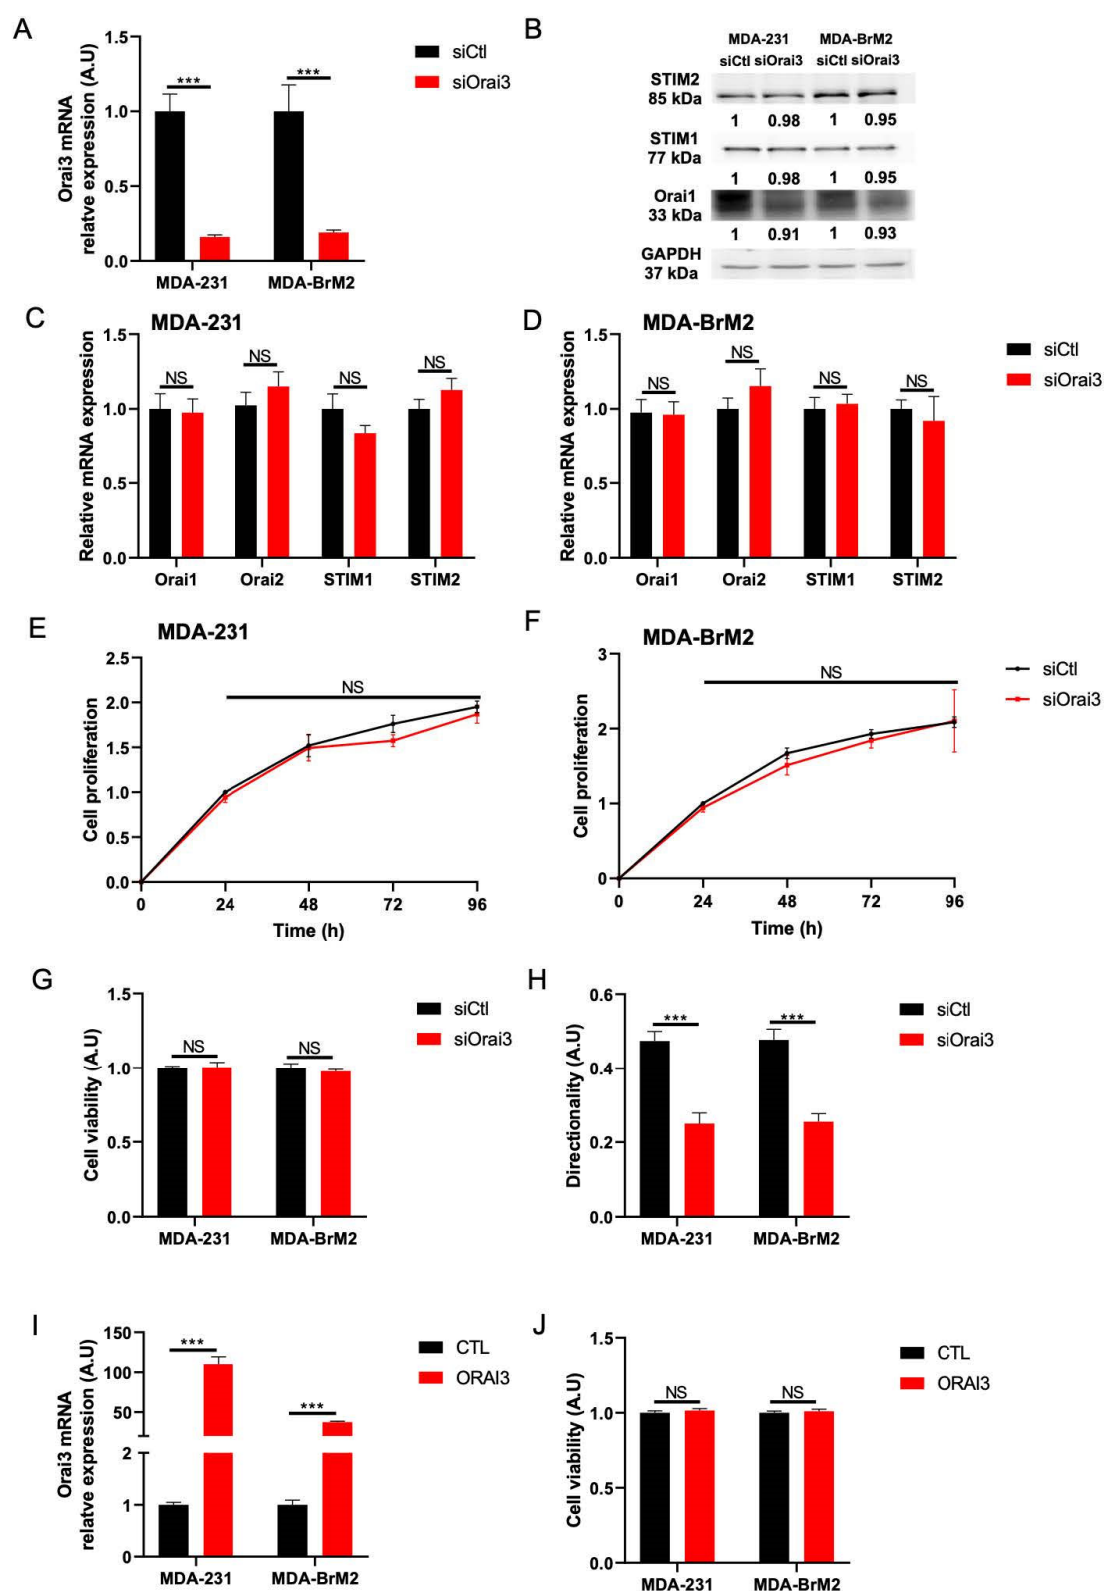 A
Orai3 mRNA
relatve expression (A.U)
1.5
1.0
0.5
0.0
***
***
MDA-231
MDA-BrM2
siCtl
siOrai3
B
MDA-231 MDA-BrM2
siCtl siOrai3 siCtl siOrai3
STIM2
85 kDa
1 0.98 1 0.95
STIM1
77 kDa
1 0.98 1 0.95
Orai1
33 kDa
1 0.91 1 0.93
GAPDH
37 kDa
C
MDA-231
Relative mRNA expression
1.5
1.0
0.5
0.0
NS
NS
NS
NS
Orai1
Orai2
STIM1
STIM2
D
MDA-BrM2
Relative mRNA expression
1.5
1.0
0.5
0.0
NS
NS
NS
NS
Orai1
Orai2
STIM1
STIM2
siCtl
siOrai3
E
MDA-231
Cell proliferation
2.5
2.0
1.5
1.0
0.5
0.0
NS
0 24 48 72 96
Time (h)
F
MDA-BrM2
Cell proliferation
3
2
1
0
NS
0 24 48 72 96
Time (h)
siCtl
siOrai3
G
Cell viability (A.U)
1.5
1.0
0.5
0.0
NS
NS
MDA-231
MDA-BrM2
siCtl
siOrai3
H
Directionality (A.U)
0.6
0.4
0.2
0.0
***
***
MDA-231
MDA-BrM2
siCtl
siOrai3
I
Orai3 mRNA
relatve expression (A.U)
150
100
50
2
1
0
***
***
MDA-231
MDA-BrM2
CTL
ORAI3
J
Cell viability (A.U)
1.5
1.0
0.5
0.0
NS
NS
MDA-231
MDA-BrM2
CTL
ORAI3